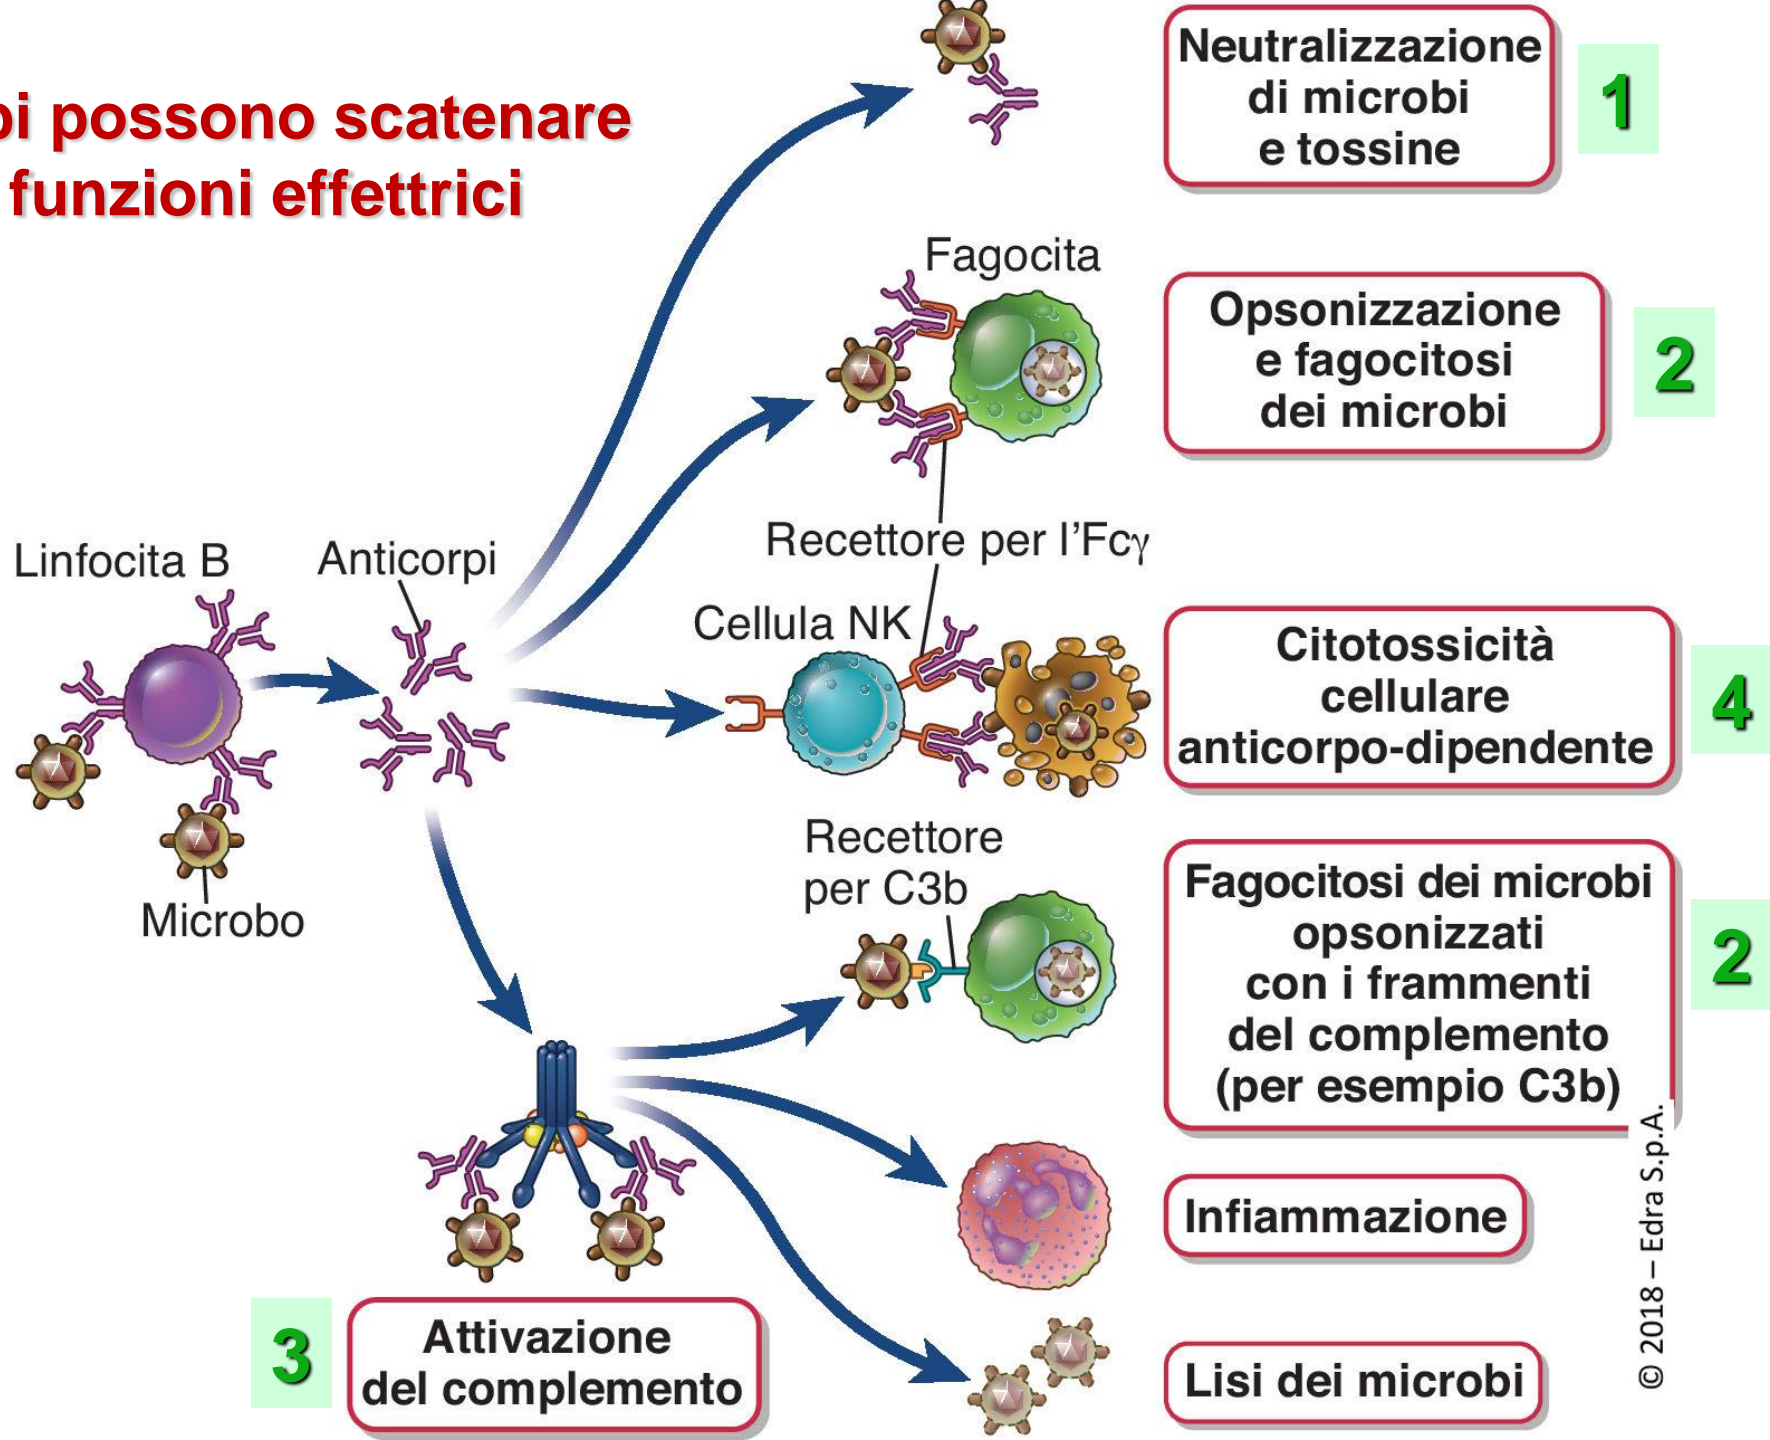 possono scatenare
funzioni effettrici
Neutralizzazione
di microbi
e tossine
1
Fagocita
Opsonizzazione
e fagocitosi
dei microbi
2
Recettore per l'Fcγ
Linfocita B
Anticorpi
Cellula NK
Citotossicità
cellulare
anticorpo-dipendente
4
Microbo
Recettore
per C3b
Fagocitosi dei microbi
opsonizzati
con i frammenti
del complemento
(per esempio C3b)
2
Infiammazione
3
Attivazione
del complemento
Lisi dei microbi
© 2018 – Edra S.p.A.